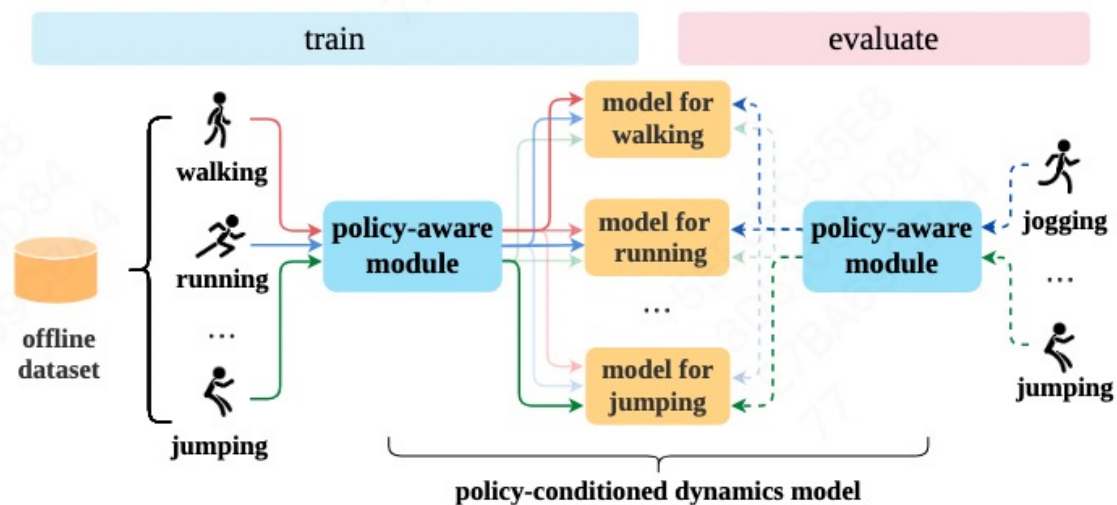 train
evaluate
walking
running
...
jumping
offline
dataset
policy-aware
module
model for
walking
model for
running
...
model for
jumping
policy-aware
module
jogging
...
jumping
policy-conditioned dynamics model